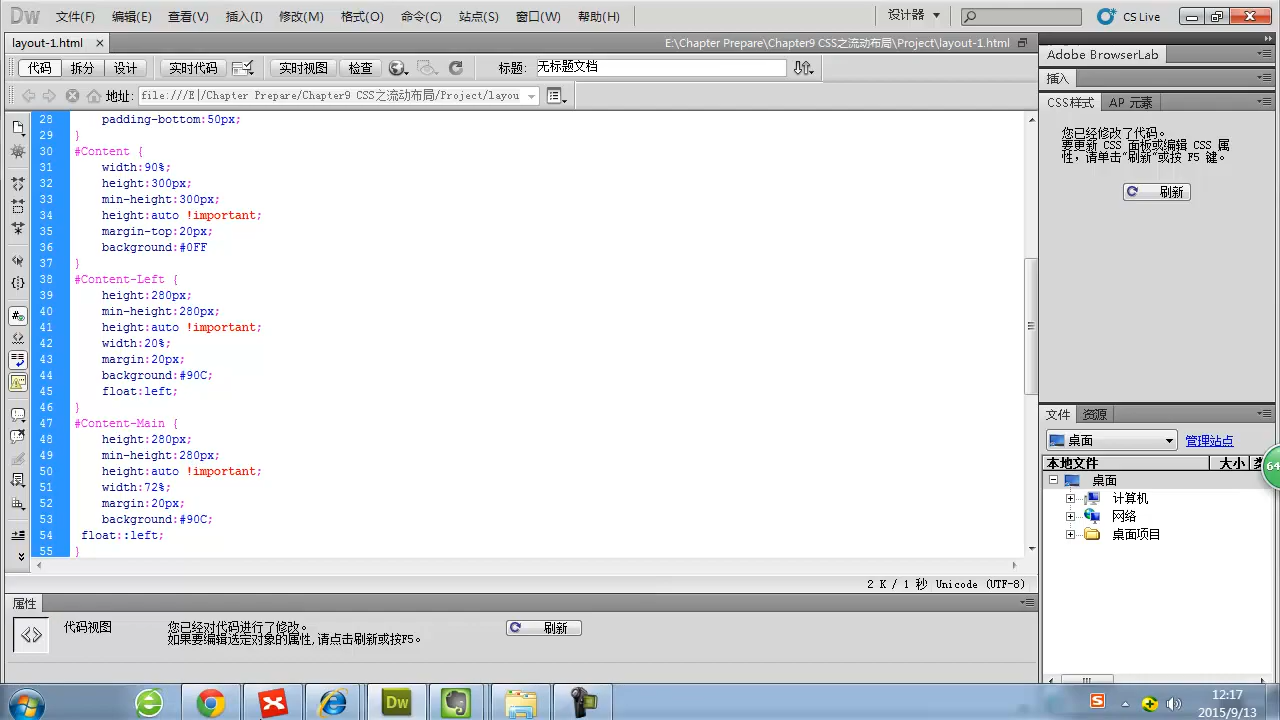 Dw 文件(F) 编辑(E) 查看(V) 插入(I) 修改(M) 格式(O) 命令(C) 站点(S) 窗口(W) 帮助(H) 设计器 CS Live
layout-1.html E:\Chapter Prepare\Chapter9 CSS之流动布局\Project\layout-1.html
代码 拆分 设计 实时代码 实时视图 检查 标题: 无标题文档
地址: file:///E|/Chapter Prepare/Chapter9 CSS之流动布局/Project/layou
28 padding-bottom:50px;
29 }
30 #Content {
31 width:90%;
32 height:300px;
33 min-height:300px;
34 height:auto !important;
35 margin-top:20px;
36 background:#0FF
37 }
38 #Content-Left {
39 height:280px;
40 min-height:280px;
41 height:auto !important;
42 width:20%;
43 margin:20px;
44 background:#90C;
45 float:left;
46 }
47 #Content-Main {
48 height:280px;
49 min-height:280px;
50 height:auto !important;
51 width:72%;
52 margin:20px;
53 background:#90C;
54 float::left;
55 }
2 K / 1 秒 Unicode (UTF-8)
Adobe BrowserLab
插入
CSS样式 AP 元素
您已经修改了代码。
要更新 CSS 面板或编辑 CSS 属
性，请单击“刷新”或按 F5 键。
刷新
文件 资源
桌面 管理站点
本地文件 大小
桌面
计算机
网络
桌面项目
64
属性
代码视图 您已经对代码进行了修改。
如果要编辑选定对象的属性,请点击刷新或按F5。
刷新
Dw
12:17
2015/9/13